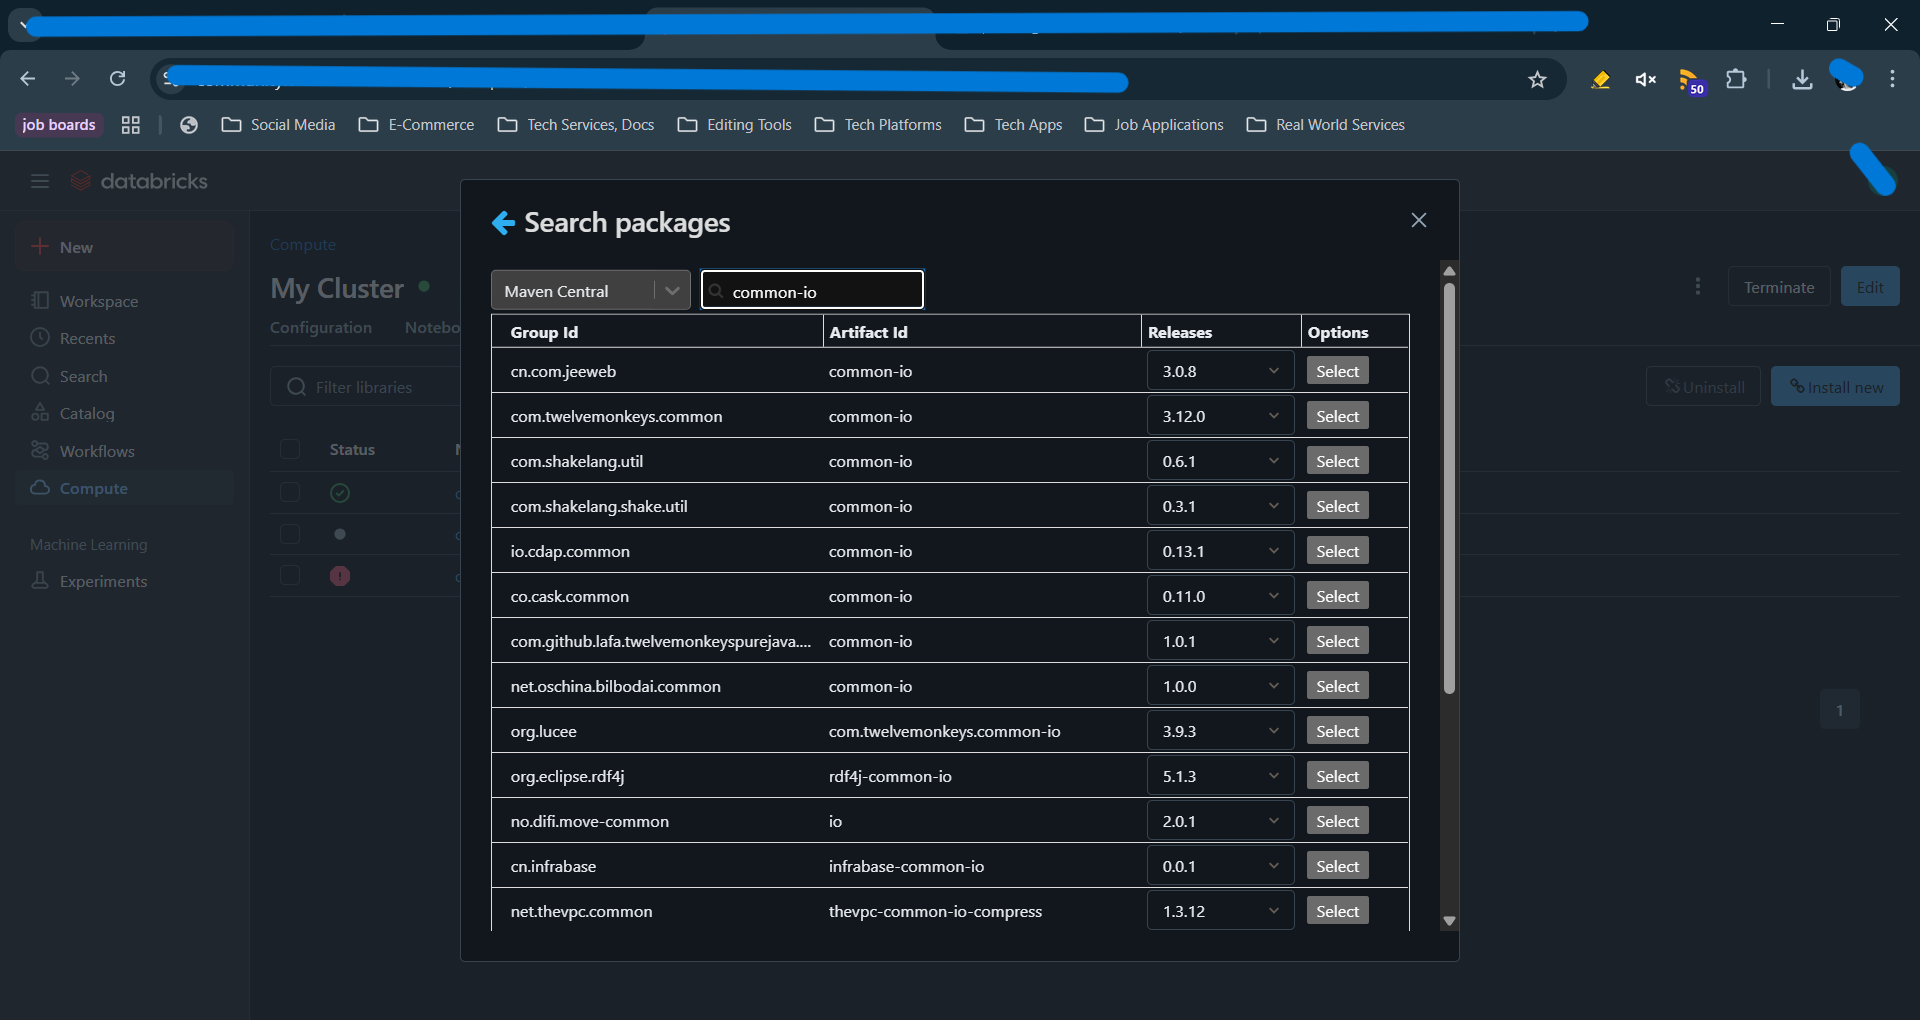 50
job boards
Social Media
E-Commerce
Tech Services, Docs
Editing Tools
Tech Platforms
Tech Apps
Job Applications
Real World Services
databricks
New
Workspace
Recents
Search
Catalog
Workflows
Compute
Machine Learning
Experiments
Compute
My Cluster
Terminate
Edit
Configuration
Filter libraries
Uninstall
Install new
Status
1
Search packages
Maven Central
common-io
Group Id Artifact Id Releases Options
cn.com.jeeweb common-io 3.0.8 Select
com.twelvemonkeys.common common-io 3.12.0 Select
com.shakelang.util common-io 0.6.1 Select
com.shakelang.shake.util common-io 0.3.1 Select
io.cdap.common common-io 0.13.1 Select
co.cask.common common-io 0.11.0 Select
com.github.lafa.twelvemonkeyspurejava.... common-io 1.0.1 Select
net.oschina.bilbodai.common common-io 1.0.0 Select
org.lucee com.twelvemonkeys.common-io 3.9.3 Select
org.eclipse.rdf4j rdf4j-common-io 5.1.3 Select
no.difi.move-common io 2.0.1 Select
cn.infrabase infrabase-common-io 0.0.1 Select
net.thevpc.common thevpc-common-io-compress 1.3.12 Select